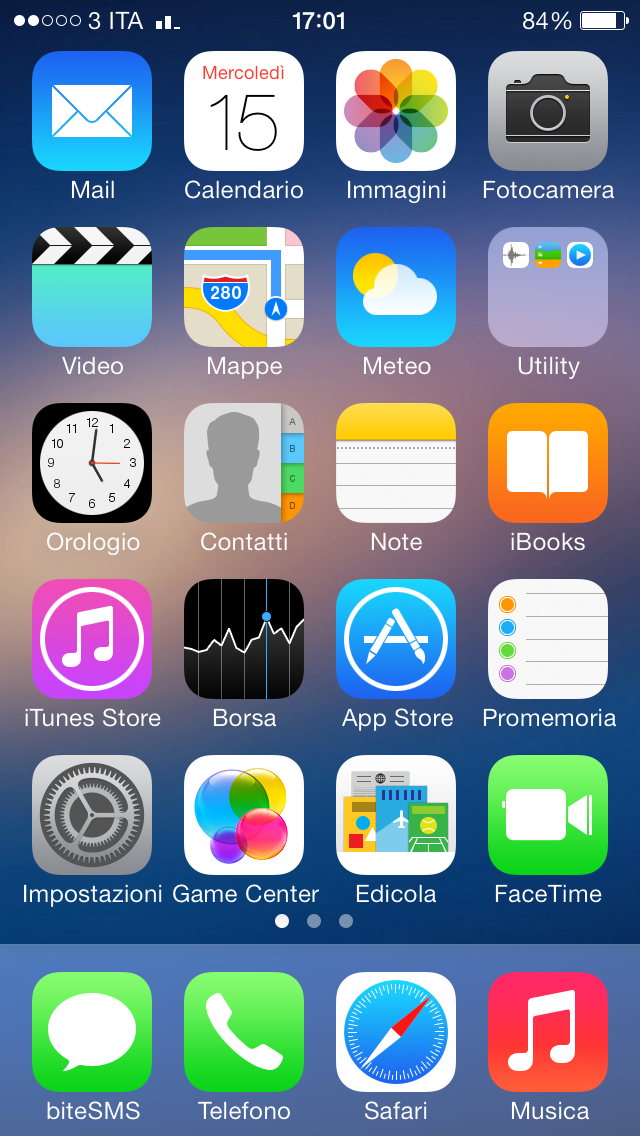 3 ITA 17:01 84%
Mercoledì
15
Mail Calendario Immagini Fotocamera
280
Video Mappe Meteo Utility
12
11 1
10 2
9 3
8 4
7 5
6
A
B
C
D
Orologio Contatti Note iBooks
iTunes Store Borsa App Store Promemoria
Impostazioni Game Center Edicola FaceTime
biteSMS Telefono Safari Musica